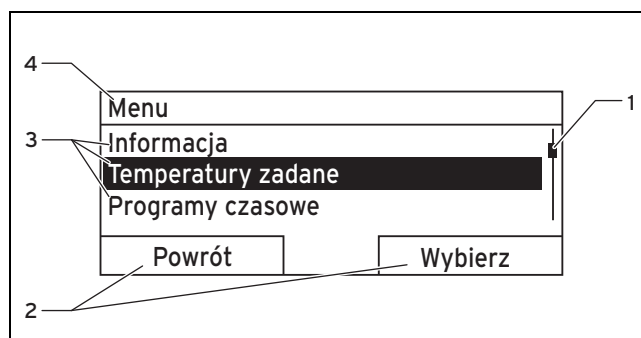 4
Menu
1
3
Informacja
Temperatury zadane
Programy czasowe
Powrót
Wybierz
2